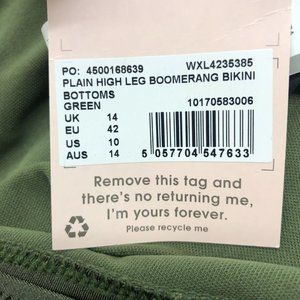 PO: 4500168639 WXL4235385
PLAIN HIGH LEG BOOMERANG BIKINI
BOTTOMS
GREEN 10170583006
UK 14
EU 42
US 10
AUS 14
5 057704 547633
Remove this tag and
there's no returning me,
I'm yours forever.
Please recycle me